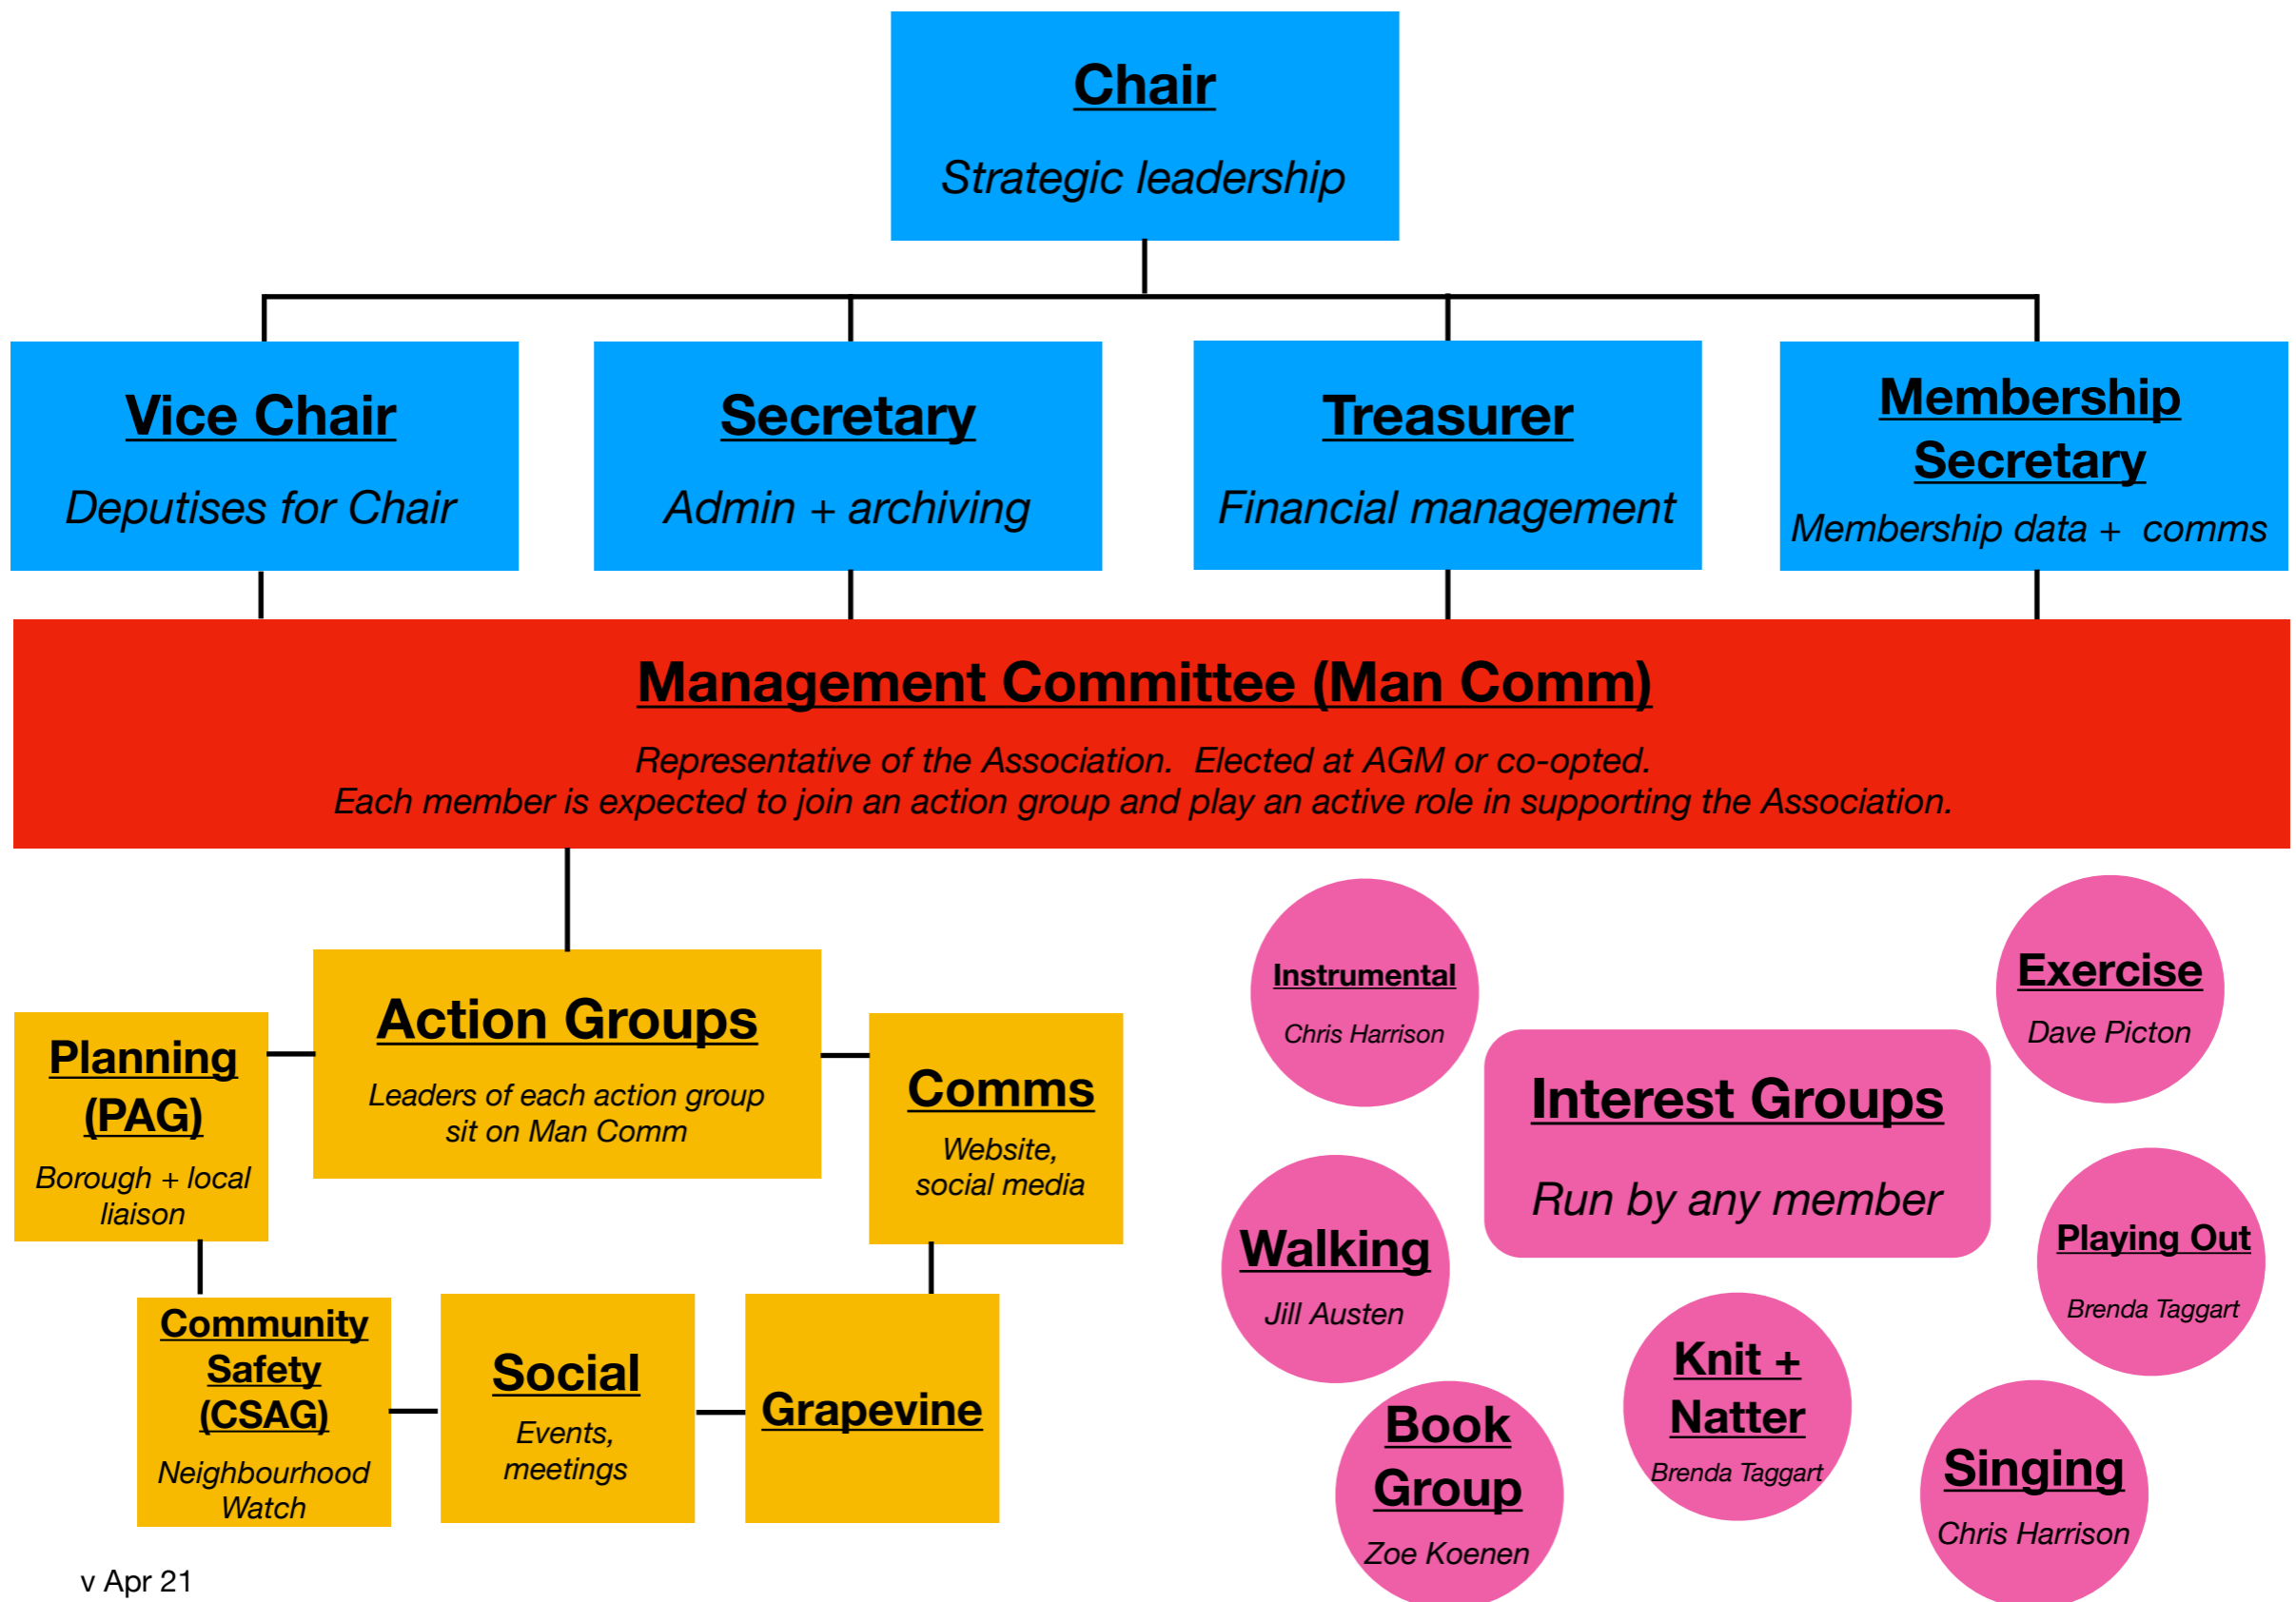 Chair
Strategic leadership
Vice Chair
Deputises for Chair
Secretary
Admin + archiving
Treasurer
Financial management
Membership
Secretary
Membership data +  comms
Management Committee (Man Comm)
Representative of the Association.  Elected at AGM or co-opted.
Each member is expected to join an action group and play an active role in supporting the Association.
Action Groups
Leaders of each action group
sit on Man Comm
Planning
(PAG)
Borough + local
liaison
Comms
Website,
social media
Community
Safety
(CSAG)
Neighbourhood
Watch
Social
Events,
meetings
Grapevine
Instrumental
Chris Harrison
Exercise
Dave Picton
Interest Groups
Run by any member
Walking
Jill Austen
Playing Out
Brenda Taggart
Knit +
Natter
Brenda Taggart
Book
Group
Zoe Koenen
Singing
Chris Harrison
v Apr 21